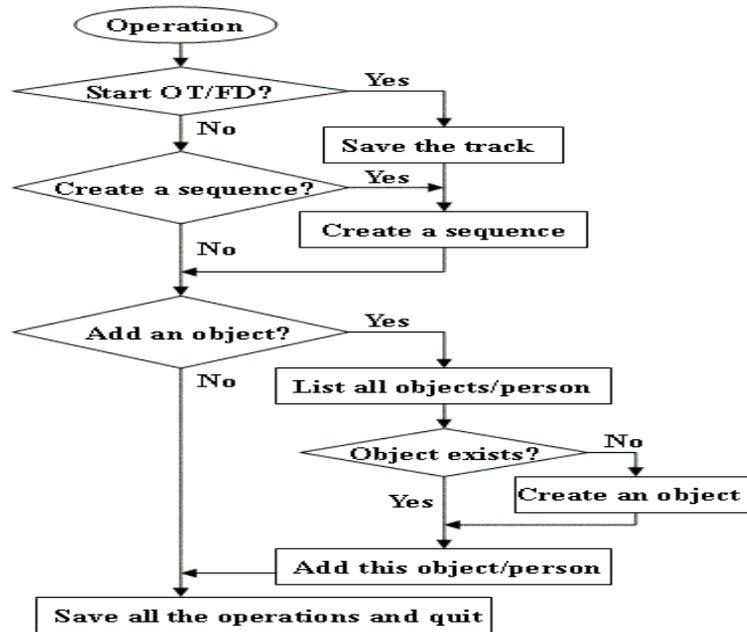 Operation
Start OT/FD?
Yes
No
Save the track
Create a sequence?
Yes
Create a sequence
No
Add an object?
Yes
No
List all objects/person
Object exists?
No
Yes
Create an object
Add this object/person
Save all the operations and quit